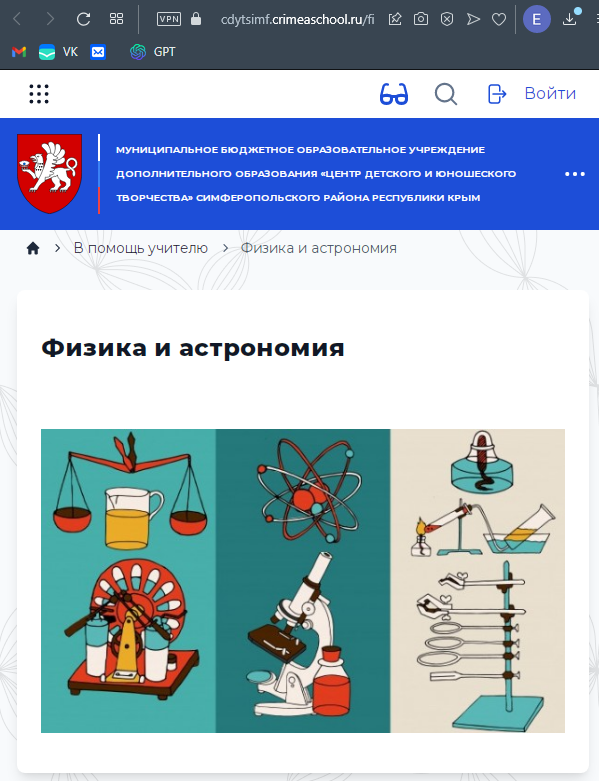 VPN
cdytsimf.crimeaschool.ru/fi
E
VK
GPT
Войти
МУНИЦИПАЛЬНОЕ БЮДЖЕТНОЕ ОБРАЗОВАТЕЛЬНОЕ УЧРЕЖДЕНИЕ
ДОПОЛНИТЕЛЬНОГО ОБРАЗОВАНИЯ «ЦЕНТР ДЕТСКОГО И ЮНОШЕСКОГО
ТВОРЧЕСТВА» СИМФЕРОПОЛЬСКОГО РАЙОНА РЕСПУБЛИКИ КРЫМ
В помощь учителю > Физика и астрономия
Физика и астрономия